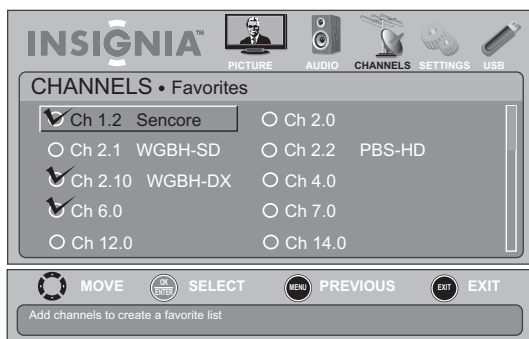 INSIGNIA™
PICTURE AUDIO CHANNELS SETTINGS USB
CHANNELS • Favorites
Ch 1.2 Sencore Ch 2.0
Ch 2.1 WGBH-SD Ch 2.2 PBS-HD
Ch 2.10 WGBH-DX Ch 4.0
Ch 6.0 Ch 7.0
Ch 12.0 Ch 14.0
MOVE OK ENTER SELECT MENU PREVIOUS EXIT EXIT
Add channels to create a favorite list